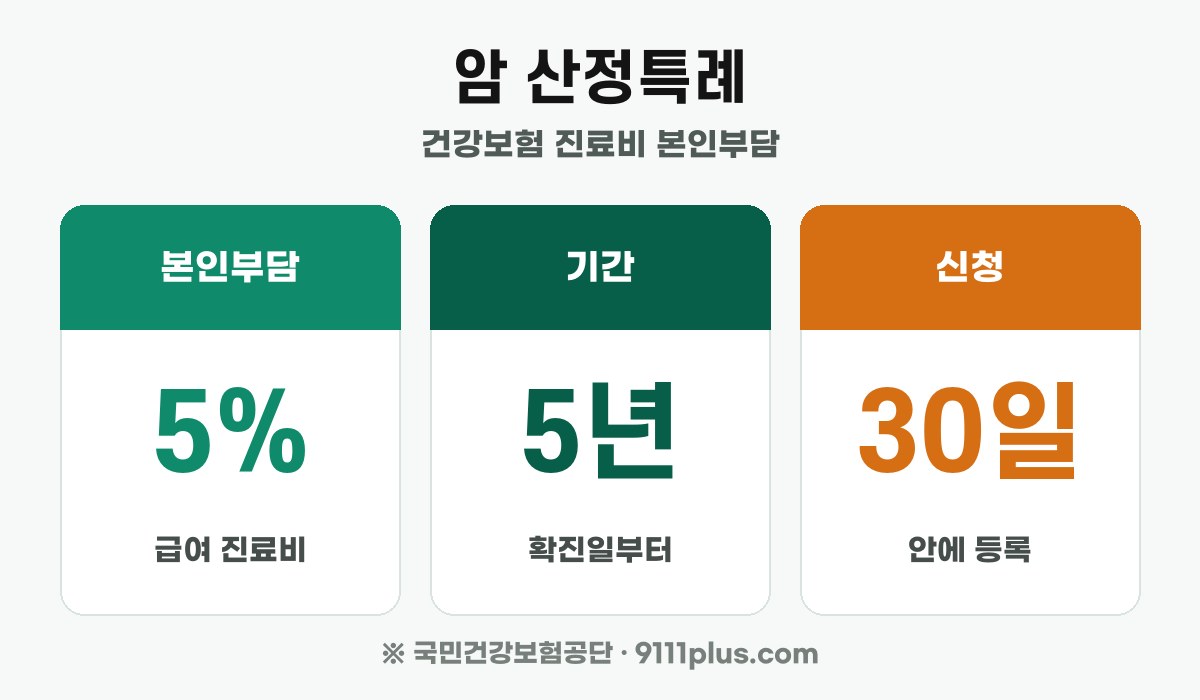 암 산정특례
건강보험 진료비 본인부담
본인부담
5%
급여 진료비
기간
5년
확진일부터
신청
30일
안에 등록
※ 국민건강보험공단 · 9111plus.com